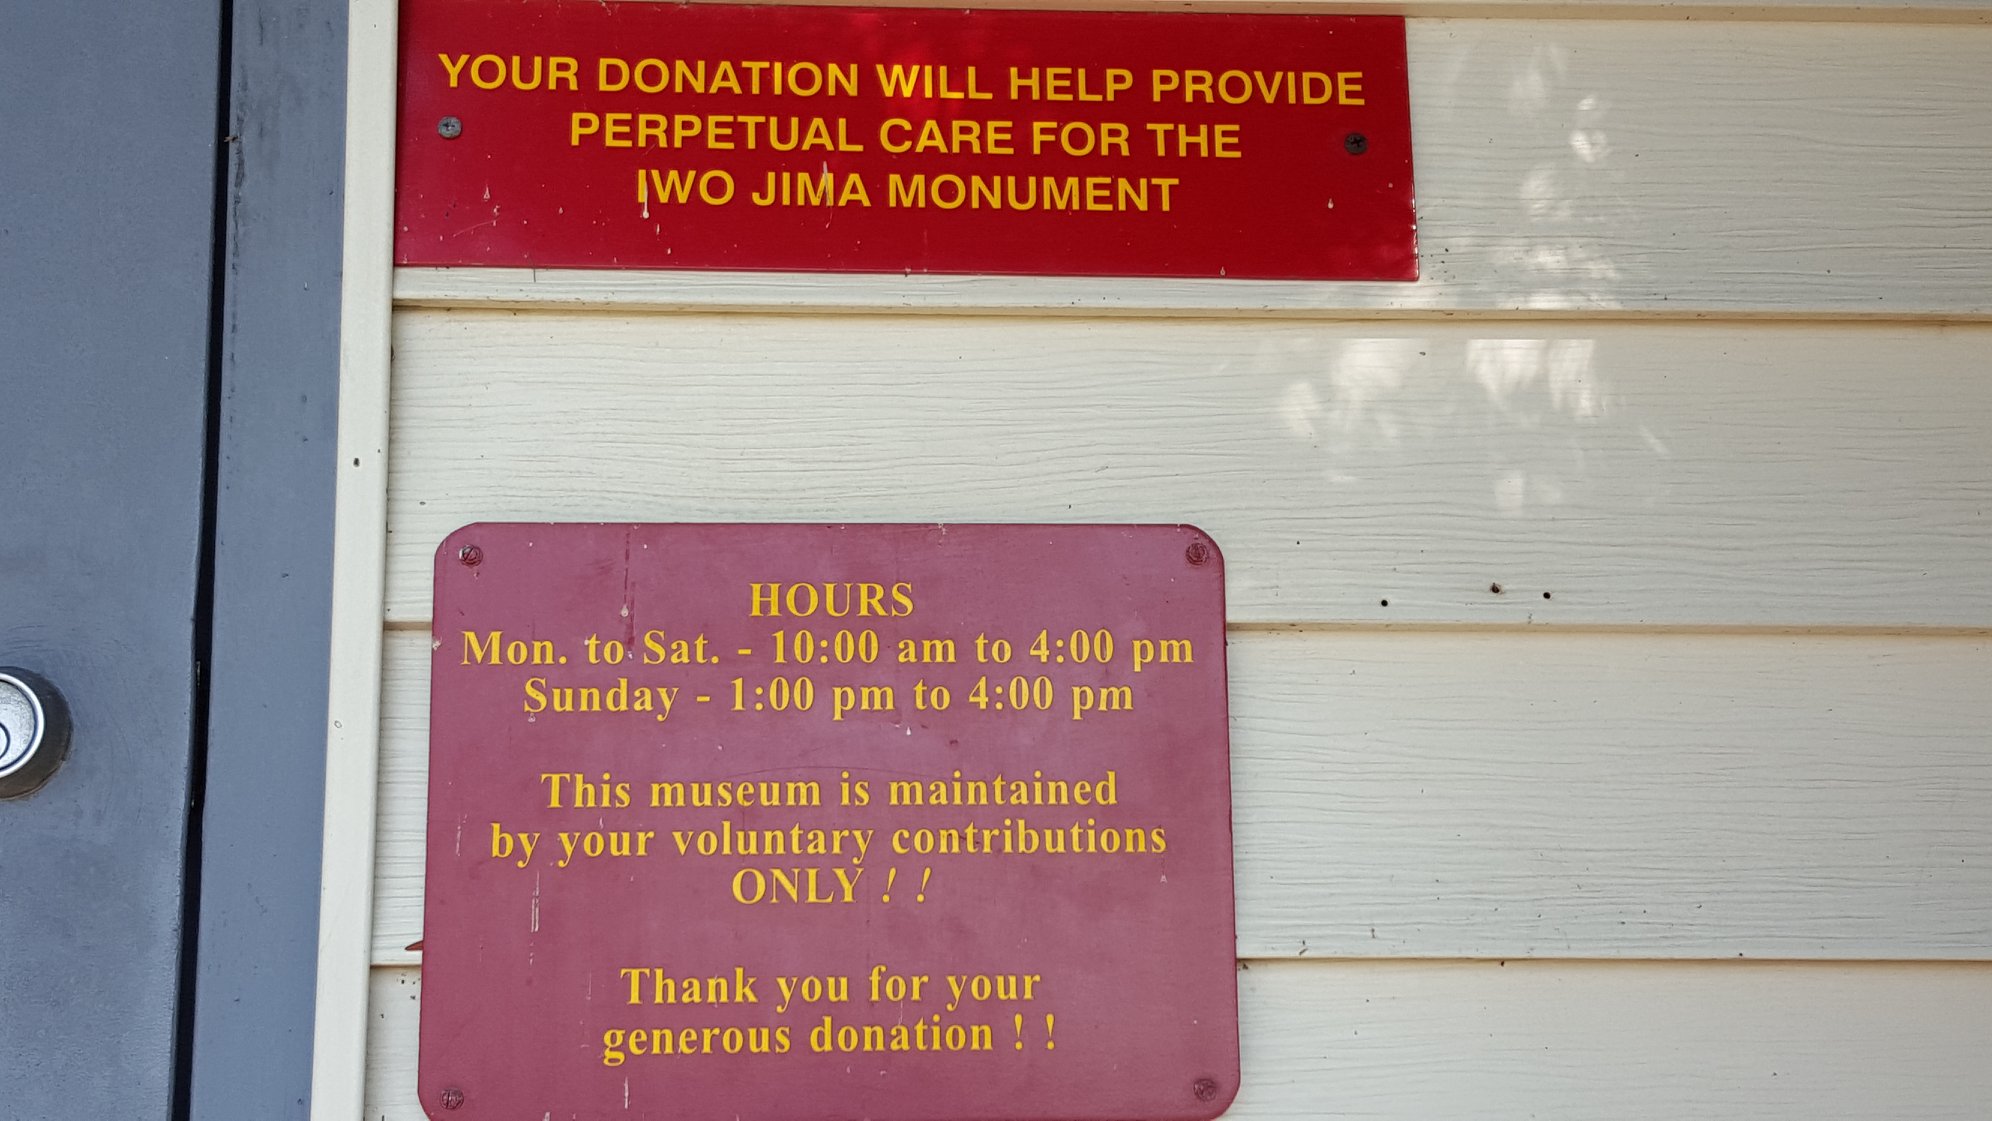 YOUR DONATION WILL HELP PROVIDE
PERPETUAL CARE FOR THE
IWO JIMA MONUMENT
HOURS
Mon. to Sat. - 10:00 am to 4:00 pm
Sunday - 1:00 pm to 4:00 pm
This museum is maintained
by your voluntary contributions
ONLY ! !
Thank you for your
generous donation ! !